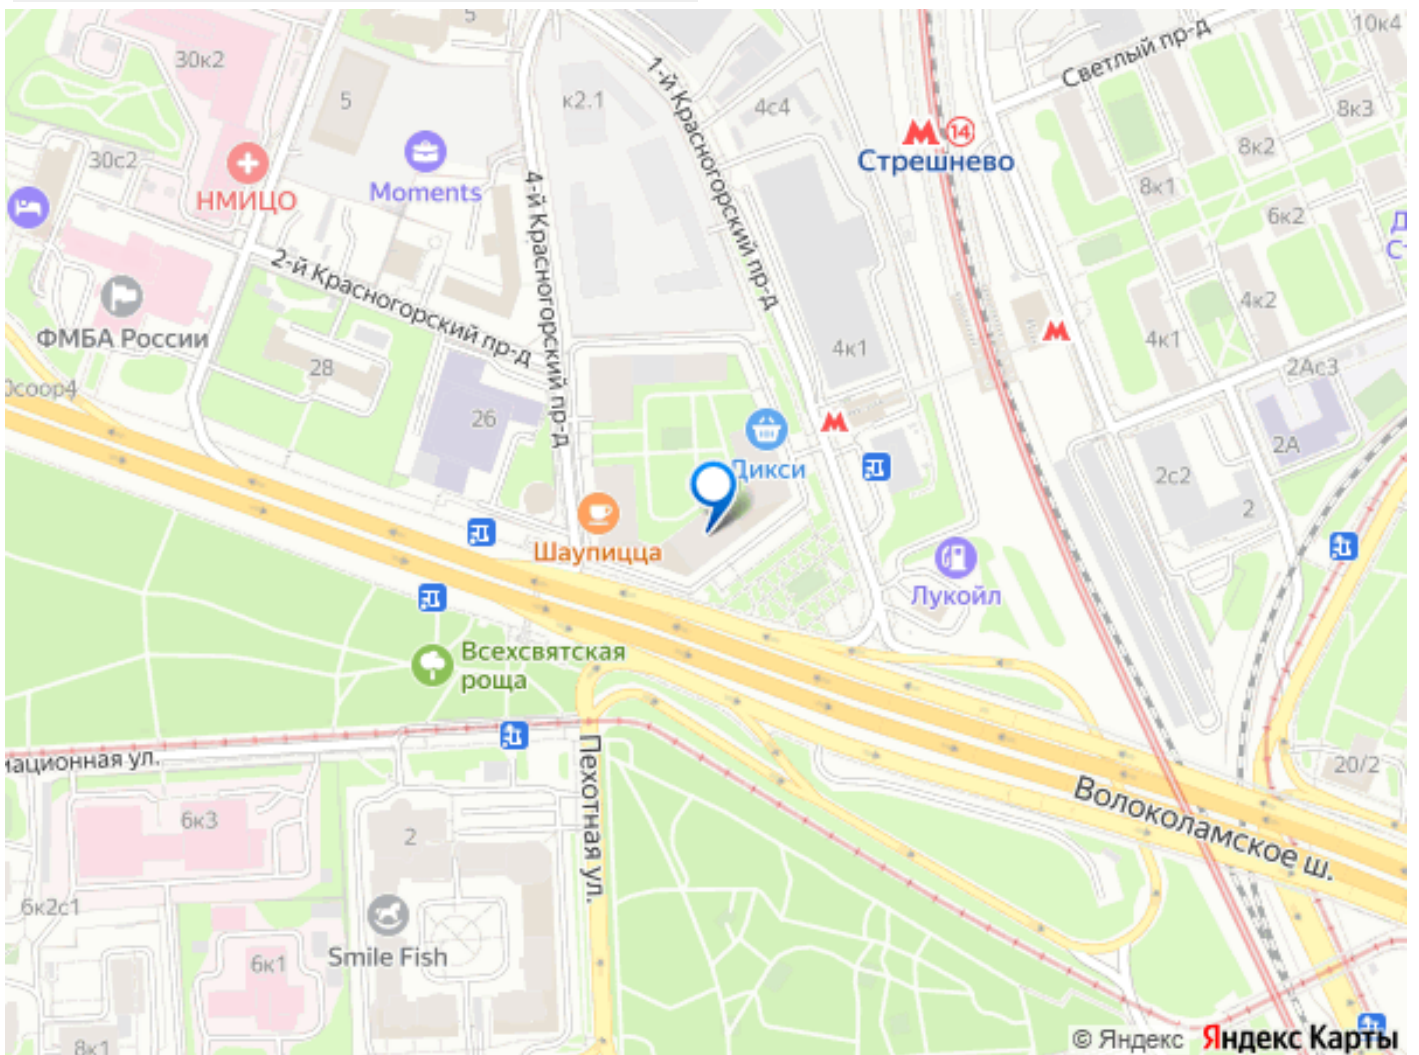 5
30к2
5
к2.1
1-й Красногорский пр-д
4с4
14
Стрешнево
Светлый пр-д
10к4
8к3
8к2
8к1
6к2
30с2
НМИЦО
Moments
4-й Красногорский пр-д
2-й Красногорский пр-д
ФМБА России
28
26
4к1
4к2
4к1
2Ас3
2А
2с2
2
Дикси
Шаупицца
Лукойл
Всехсвятская
роща
Пехотная ул.
Волоколамское ш.
20/2
6к3
2
6к2с1
Smile Fish
6к1
8к1
© Яндекс Яндекс Карты